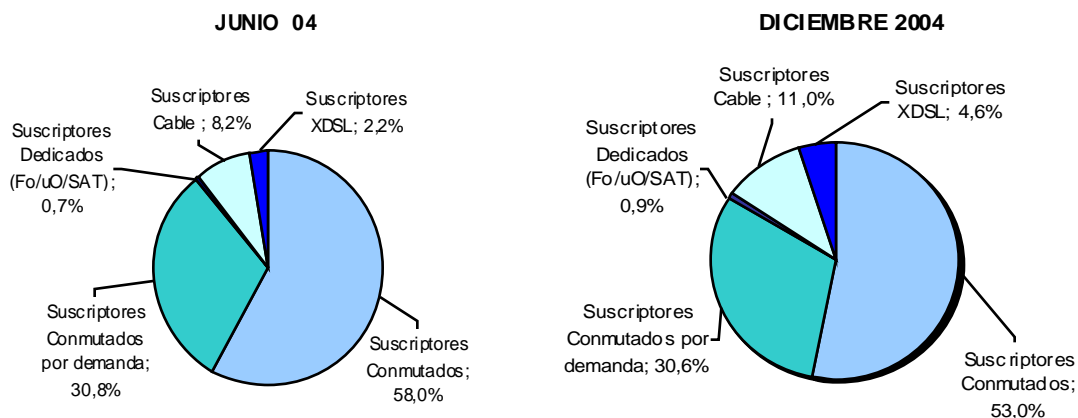 JUNIO 04
Suscriptores
Cable ; 8,2%
Suscriptores
XDSL; 2,2%
Suscriptores
Dedicados
(Fo/uO/SAT);
0,7%
Suscriptores
Conmutados
por demanda;
30,8%
Suscriptores
Conmutados;
58,0%
DICIEMBRE 2004
Suscriptores
Cable ; 11,0%
Suscriptores
XDSL; 4,6%
Suscriptores
Dedicados
(Fo/uO/SAT);
0,9%
Suscriptores
Conmutados por
demanda; 30,6%
Suscriptores
Conmutados;
53,0%